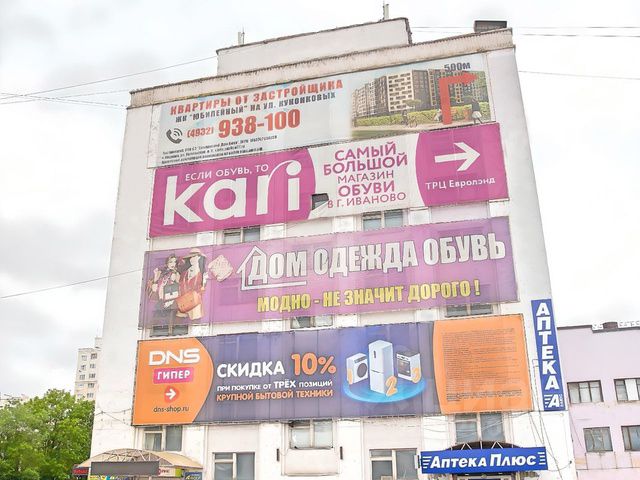 КВАРТИРЫ ОТ ЗАСТРОЙЩИКА
ЖК "ЮБИЛЕЙНЫЙ" НА УЛ. КУКОНКОВЫХ
(4932) 938-100
500м
ЕСЛИ ОБУВЬ, ТО
kari
САМЫЙ
БОЛЬШОЙ
МАГАЗИН
ОБУВИ
В Г. ИВАНОВО
ТРЦ Евролэнд
ДОМ ОДЕЖДА ОБУВЬ
МОДНО - НЕ ЗНАЧИТ ДОРОГО!
DNS
ГИПЕР
dns-shop.ru
СКИДКА 10%
ПРИ ПОКУПКЕ ОТ ТРЁХ ПОЗИЦИЙ
КРУПНОЙ БЫТОВОЙ ТЕХНИКИ
2 2
АПТЕКА
АПТЕКА ПЛЮС